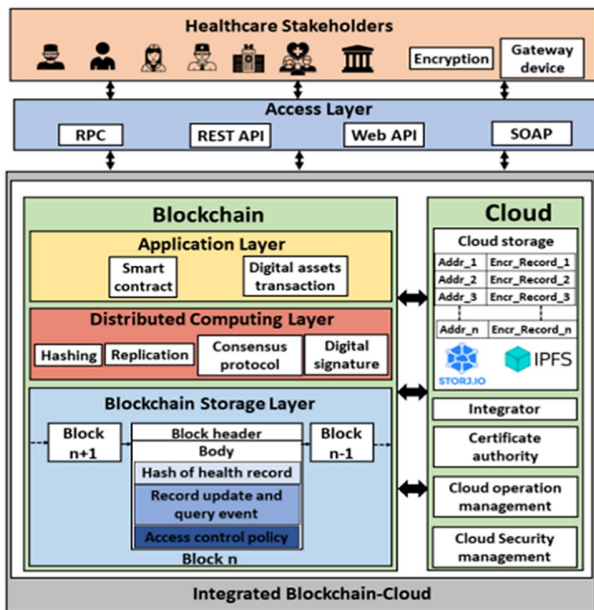 Healthcare Stakeholders
Encryption
Gateway
device
Access Layer
RPC
REST API
Web API
SOAP
Blockchain
Application Layer
Smart
contract
Digital assets
transaction
Distributed Computing Layer
Hashing
Replication
Consensus
protocol
Digital
signature
Blockchain Storage Layer
Block
n+1
Block header
Body
Hash of health record
Record update and
query event
Access control policy
Block n
Block
n-1
Cloud
Cloud storage
Addr_1 Encr_Record_1
Addr_2 Encr_Record_2
Addr_3 Encr_Record_3
Addr_n Encr_Record_n
STORJ.IO
IPFS
Integrator
Certificate
authority
Cloud operation
management
Cloud Security
management
Integrated Blockchain-Cloud